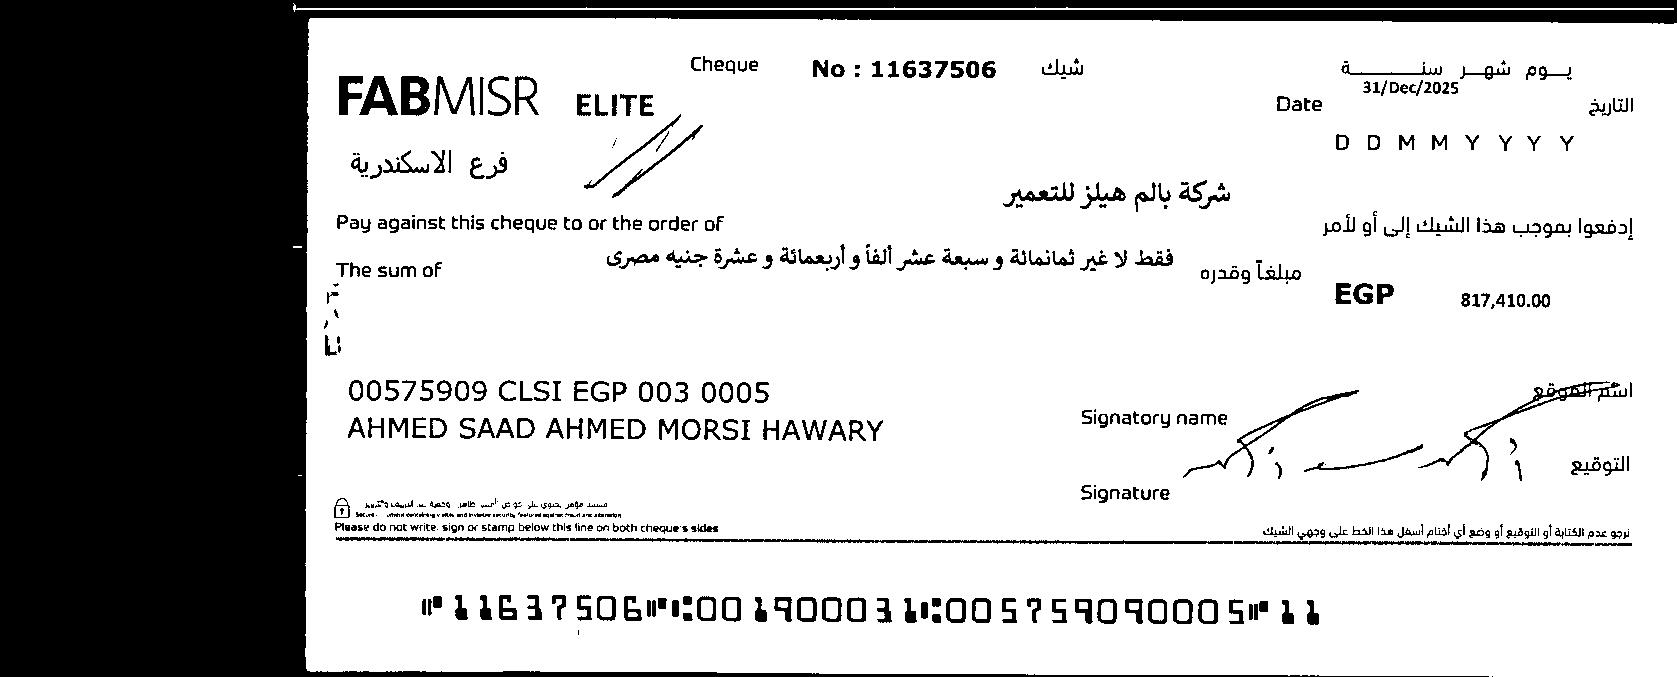 Cheque No : 11637506 شيك
يوم شهر سنة
31/Dec/2025
FABMISR ELITE
Date التاريخ
D D M M Y Y Y Y
فرع الاسكندرية
شركة بالم هيلز للتعمير
Pay against this cheque to or the order of إدفعوا بموجب هذا الشيك إلى أو لأمر
فقط لا غير ثمانمائة و سبعة عشر ألفاً و أربعمائة و عشرة جنيه مصرى
The sum of مبلغاً وقدره
EGP 817,410.00
00575909 CLSI EGP 003 0005
AHMED SAAD AHMED MORSI HAWARY
Signatory name اسم الموقع
Signature التوقيع
Please do not write, sign or stamp below this line on both cheque's sides
نرجو عدم الكتابة أو التوقيع أو وضع أي أختام أسفل هذا الخط على وجهي الشيك
⑈11637506⑈⑆001900031⑆005759090005⑈11